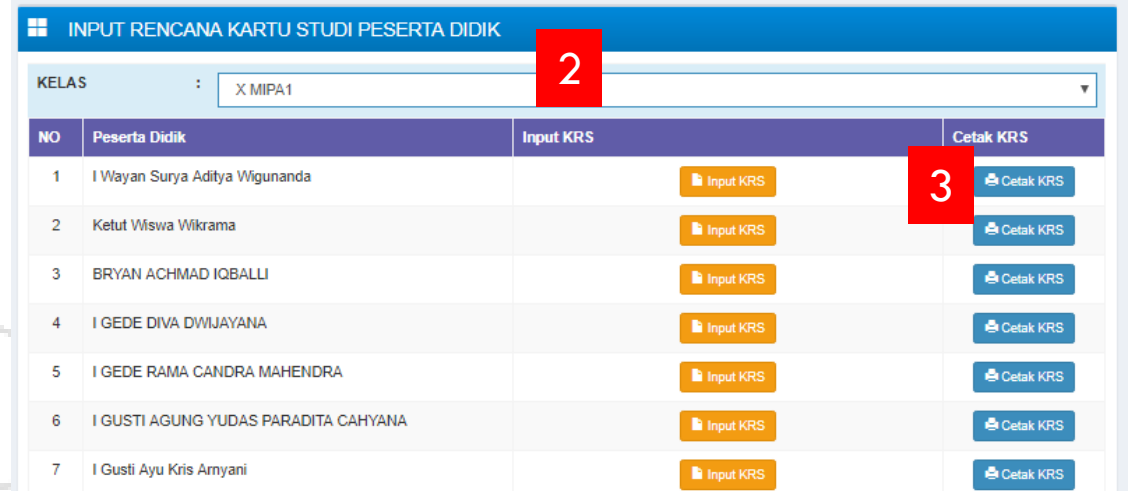 INPUT RENCANA KARTU STUDI PESERTA DIDIK
2
KELAS : X MIPA1
NO Peserta Didik Input KRS Cetak KRS
3
1 I Wayan Surya Aditya Wigunanda Input KRS Cetak KRS
2 Ketut Wiswa Wikrama Input KRS Cetak KRS
3 BRYAN ACHMAD IQBALLI Input KRS Cetak KRS
4 I GEDE DIVA DWIJAYANA Input KRS Cetak KRS
5 I GEDE RAMA CANDRA MAHENDRA Input KRS Cetak KRS
6 I GUSTI AGUNG YUDAS PARADITA CAHYANA Input KRS Cetak KRS
7 I Gusti Ayu Kris Arnyani Input KRS Cetak KRS